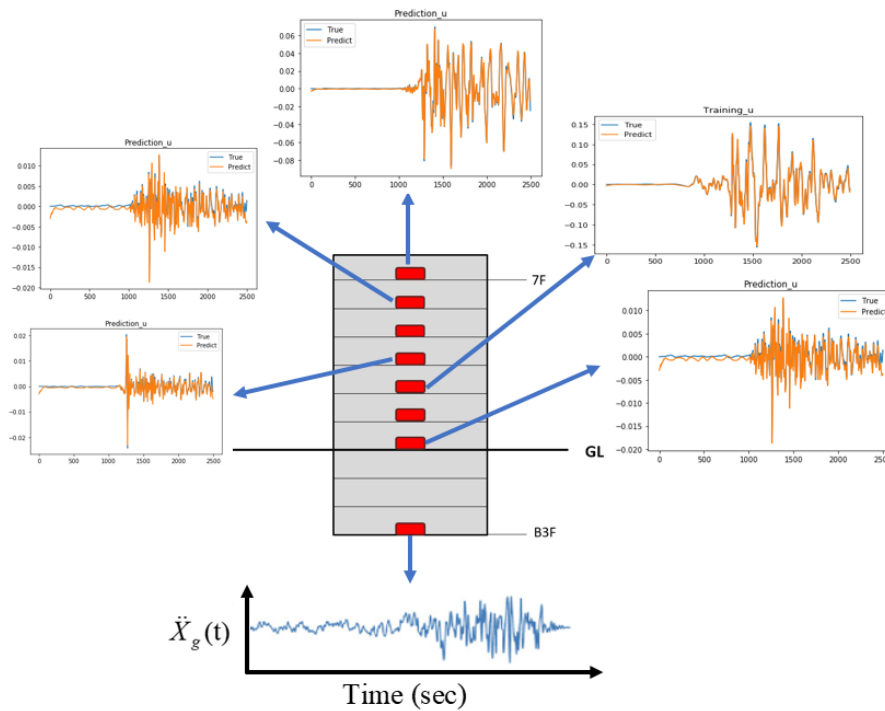 Prediction_u
True
Predict
0.06
0.04
0.02
0.00
−0.02
−0.04
−0.06
−0.08
0 500 1000 1500 2000 2500
Training_u
True
Predict
0.15
0.10
0.05
0.00
−0.05
−0.10
−0.15
0 500 1000 1500 2000 2500
Prediction_u
True
Predict
0.010
0.005
0.000
−0.005
−0.010
−0.015
−0.020
0 500 1000 1500 2000 2500
7F
Prediction_u
True
Predict
0.010
0.005
0.000
−0.005
−0.010
−0.015
−0.020
0 500 1000 1500 2000 2500
Prediction_u
True
Predict
0.02
0.01
0.00
−0.01
−0.02
0 500 1000 1500 2000 2500
GL
B3F
Ẍg (t)
Time (sec)